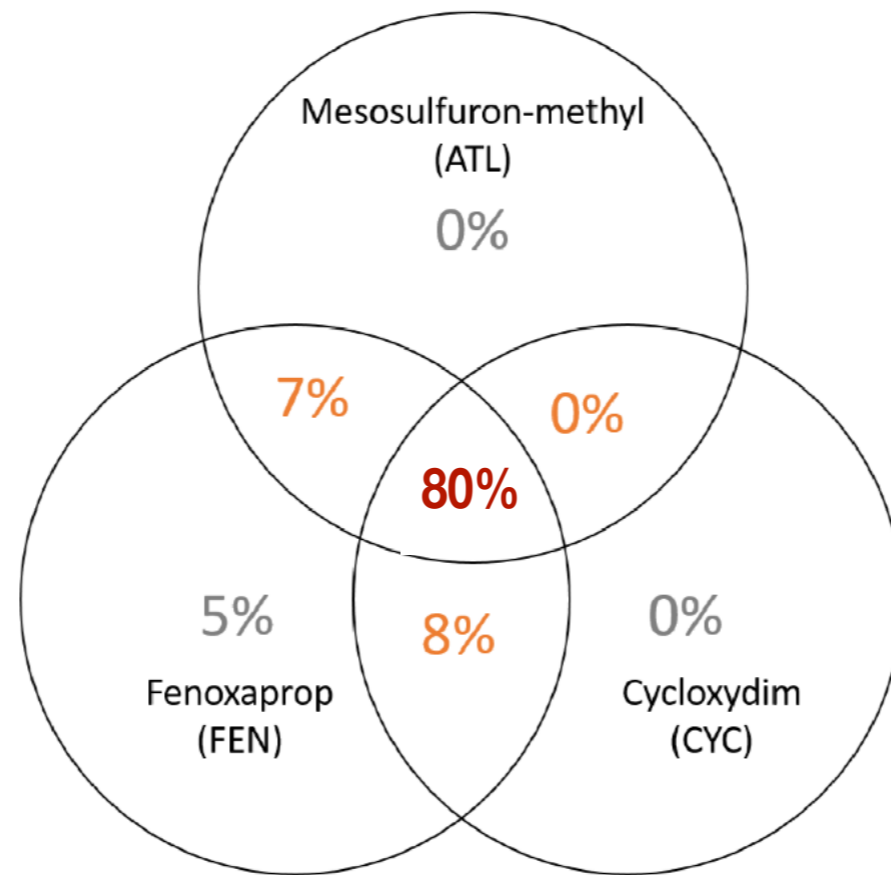 Mesosulfuron-methyl
(ATL)
0%
7%
0%
80%
5%
8%
0%
Fenoxaprop
(FEN)
Cycloxydim
(CYC)